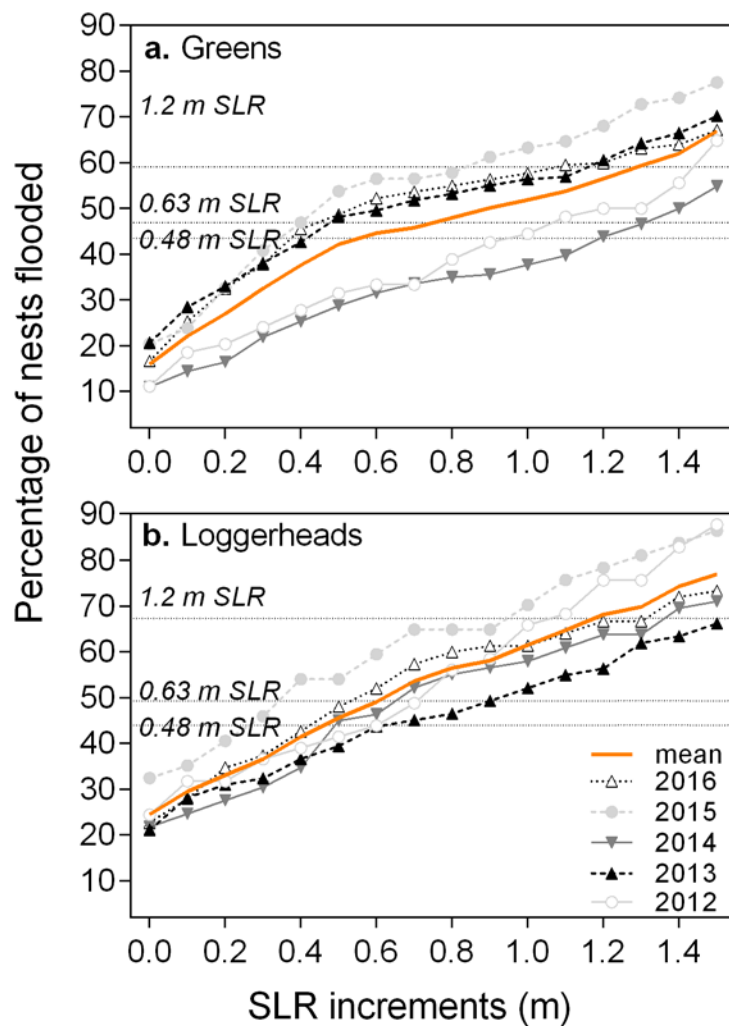 Percentage of nests flooded
a. Greens
90
80
70
60
50
40
30
20
10
1.2 m SLR
0.63 m SLR
0.48 m SLR
0.0 0.2 0.4 0.6 0.8 1.0 1.2 1.4
b. Loggerheads
90
80
70
60
50
40
30
20
10
1.2 m SLR
0.63 m SLR
0.48 m SLR
mean
2016
2015
2014
2013
2012
0.0 0.2 0.4 0.6 0.8 1.0 1.2 1.4
SLR increments (m)